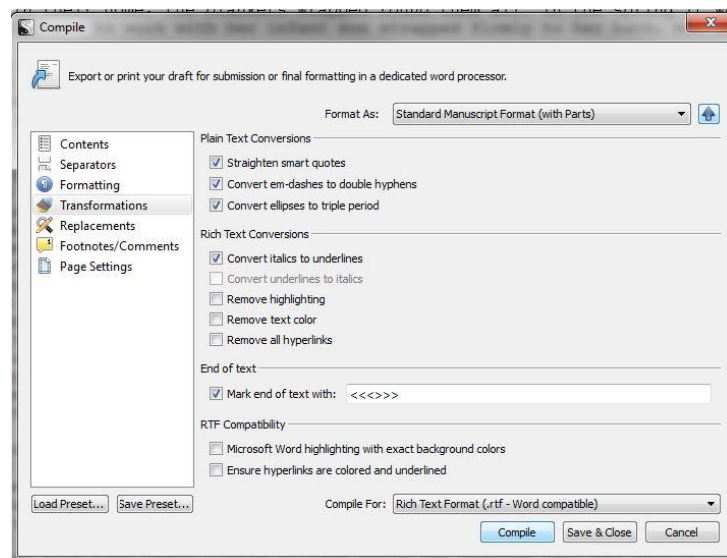 Compile
Export or print your draft for submission or final formatting in a dedicated word processor.
Format As: Standard Manuscript Format (with Parts)
Contents
Separators
Formatting
Transformations
Replacements
Footnotes/Comments
Page Settings
Plain Text Conversions
Straighten smart quotes
Convert em-dashes to double hyphens
Convert ellipses to triple period
Rich Text Conversions
Convert italics to underlines
Convert underlines to italics
Remove highlighting
Remove text color
Remove all hyperlinks
End of text
Mark end of text with: <<<>>>
RTF Compatibility
Microsoft Word highlighting with exact background colors
Ensure hyperlinks are colored and underlined
Load Preset... Save Preset...
Compile For: Rich Text Format (.rtf - Word compatible)
Compile Save & Close Cancel